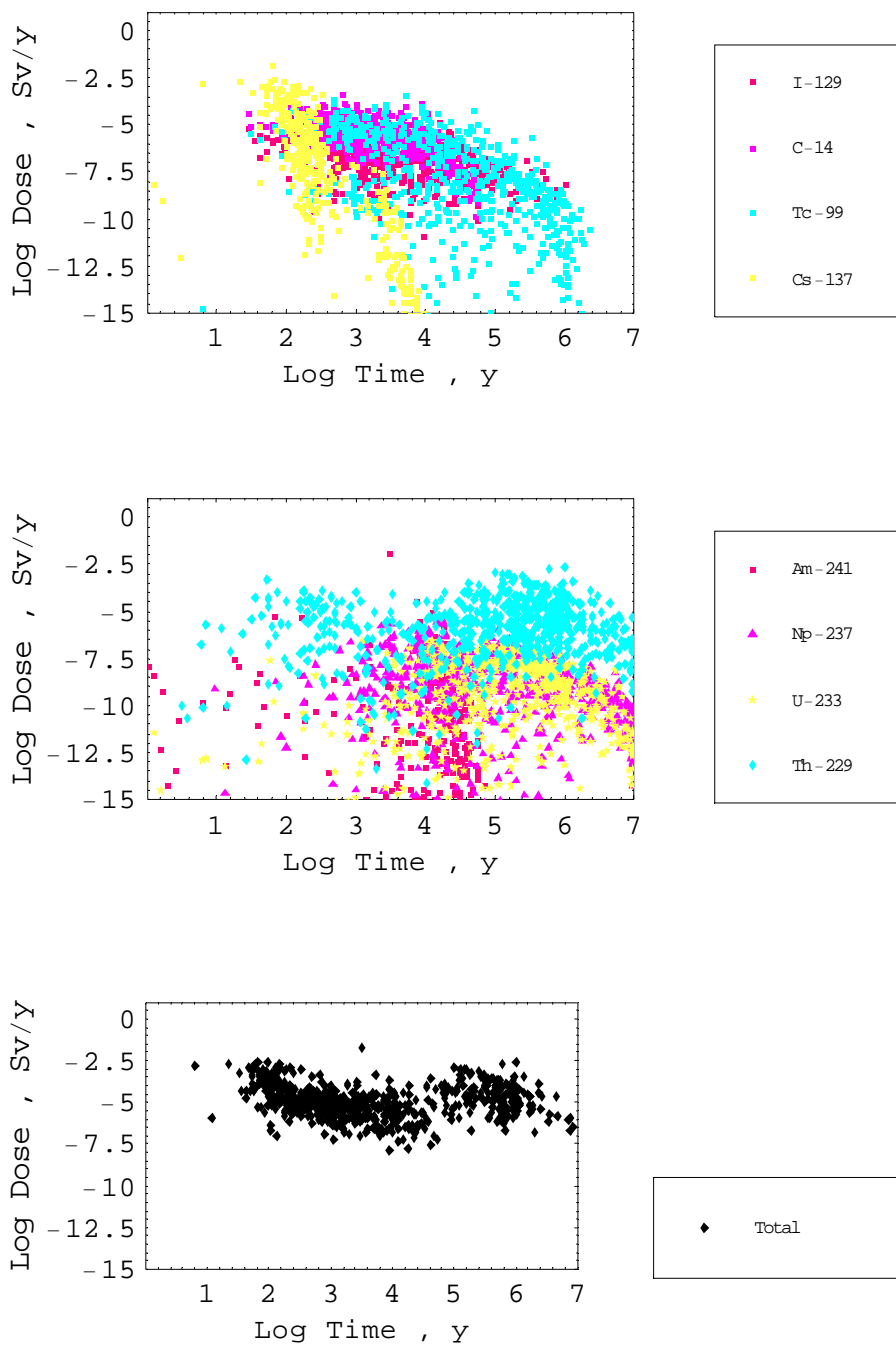 0
-2.5
-5
-7.5
-10
-12.5
-15
Log Dose , Sv/y
1 2 3 4 5 6 7
Log Time , y
I-129
C-14
Tc-99
Cs-137
0
-2.5
-5
-7.5
-10
-12.5
-15
Log Dose , Sv/y
1 2 3 4 5 6 7
Log Time , y
Am-241
Np-237
U-233
Th-229
0
-2.5
-5
-7.5
-10
-12.5
-15
Log Dose , Sv/y
1 2 3 4 5 6 7
Log Time , y
Total